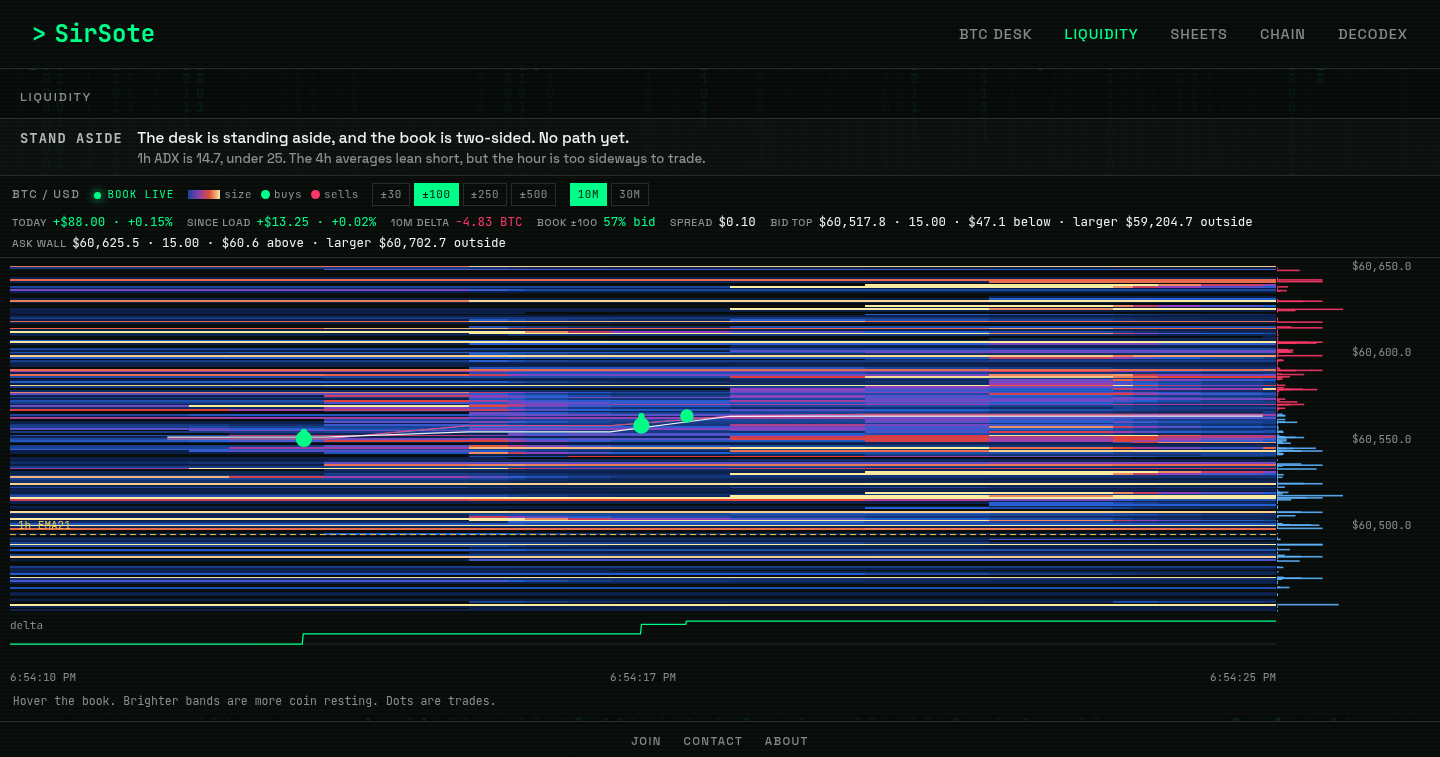 > SirSote
BTC DESK LIQUIDITY SHEETS CHAIN DECODEX
LIQUIDITY
STAND ASIDE The desk is standing aside, and the book is two-sided. No path yet.
1h ADX is 14.7, under 25. The 4h averages lean short, but the hour is too sideways to trade.
BTC / USD BOOK LIVE size buys sells ±30 ±100 ±250 ±500 10M 30M
TODAY +$88.00 · +0.15% SINCE LOAD +$13.25 · +0.02% 10M DELTA -4.83 BTC BOOK ±100 57% bid SPREAD $0.10 BID TOP $60,517.8 · 15.00 · $47.1 below · larger $59,204.7 outside
ASK WALL $60,625.5 · 15.00 · $60.6 above · larger $60,702.7 outside
$60,650.0
$60,600.0
$60,550.0
1h EMA21 $60,500.0
delta
6:54:10 PM 6:54:17 PM 6:54:25 PM
Hover the book. Brighter bands are more coin resting. Dots are trades.
JOIN CONTACT ABOUT